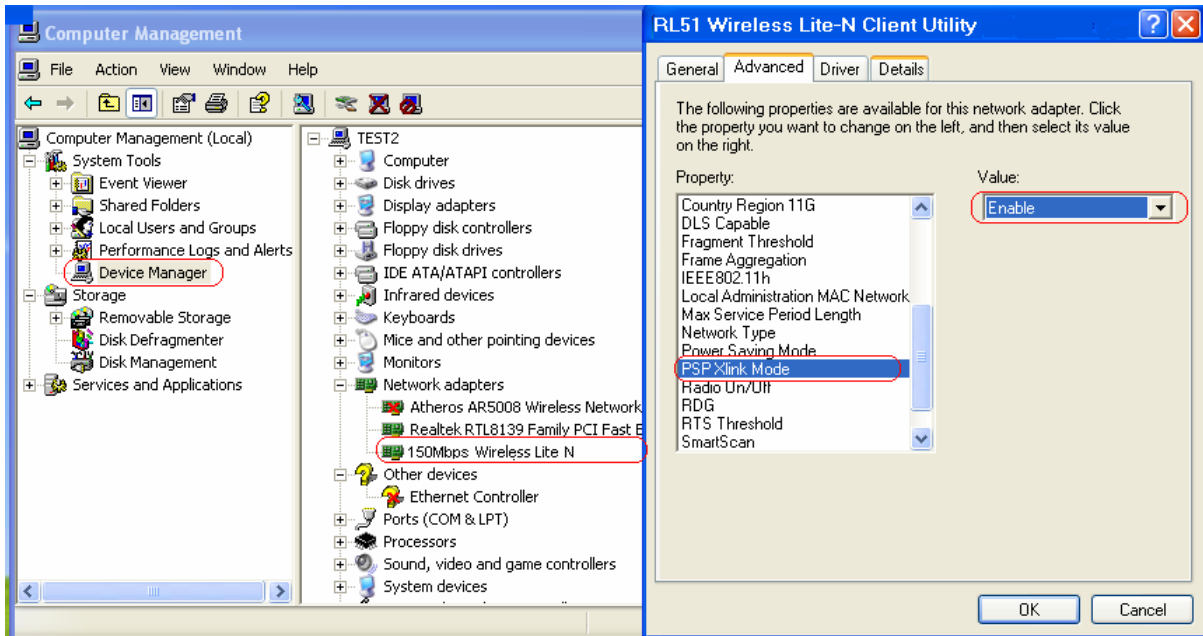 Computer Management
File Action View Window Help
Computer Management (Local)
System Tools
Event Viewer
Shared Folders
Local Users and Groups
Performance Logs and Alerts
Device Manager
Storage
Removable Storage
Disk Defragmenter
Disk Management
Services and Applications
TEST2
Computer
Disk drives
Display adapters
Floppy disk controllers
Floppy disk drives
IDE ATA/ATAPI controllers
Infrared devices
Keyboards
Mice and other pointing devices
Monitors
Network adapters
Atheros AR5008 Wireless Network
Realtek RTL8139 Family PCI Fast E
150Mbps Wireless Lite N
Other devices
Ethernet Controller
Ports (COM & LPT)
Processors
Sound, video and game controllers
System devices
RL51 Wireless Lite-N Client Utility
General Advanced Driver Details
The following properties are available for this network adapter. Click
the property you want to change on the left, and then select its value
on the right.
Property: Value:
Country Region 11G
DLS Capable
Fragment Threshold
Frame Aggregation
IEEE802.11h
Local Administration MAC Network
Max Service Period Length
Network Type
Power Saving Mode
PSP Xlink Mode
Radio On/Off
RDG
RTS Threshold
SmartScan
Enable
OK Cancel